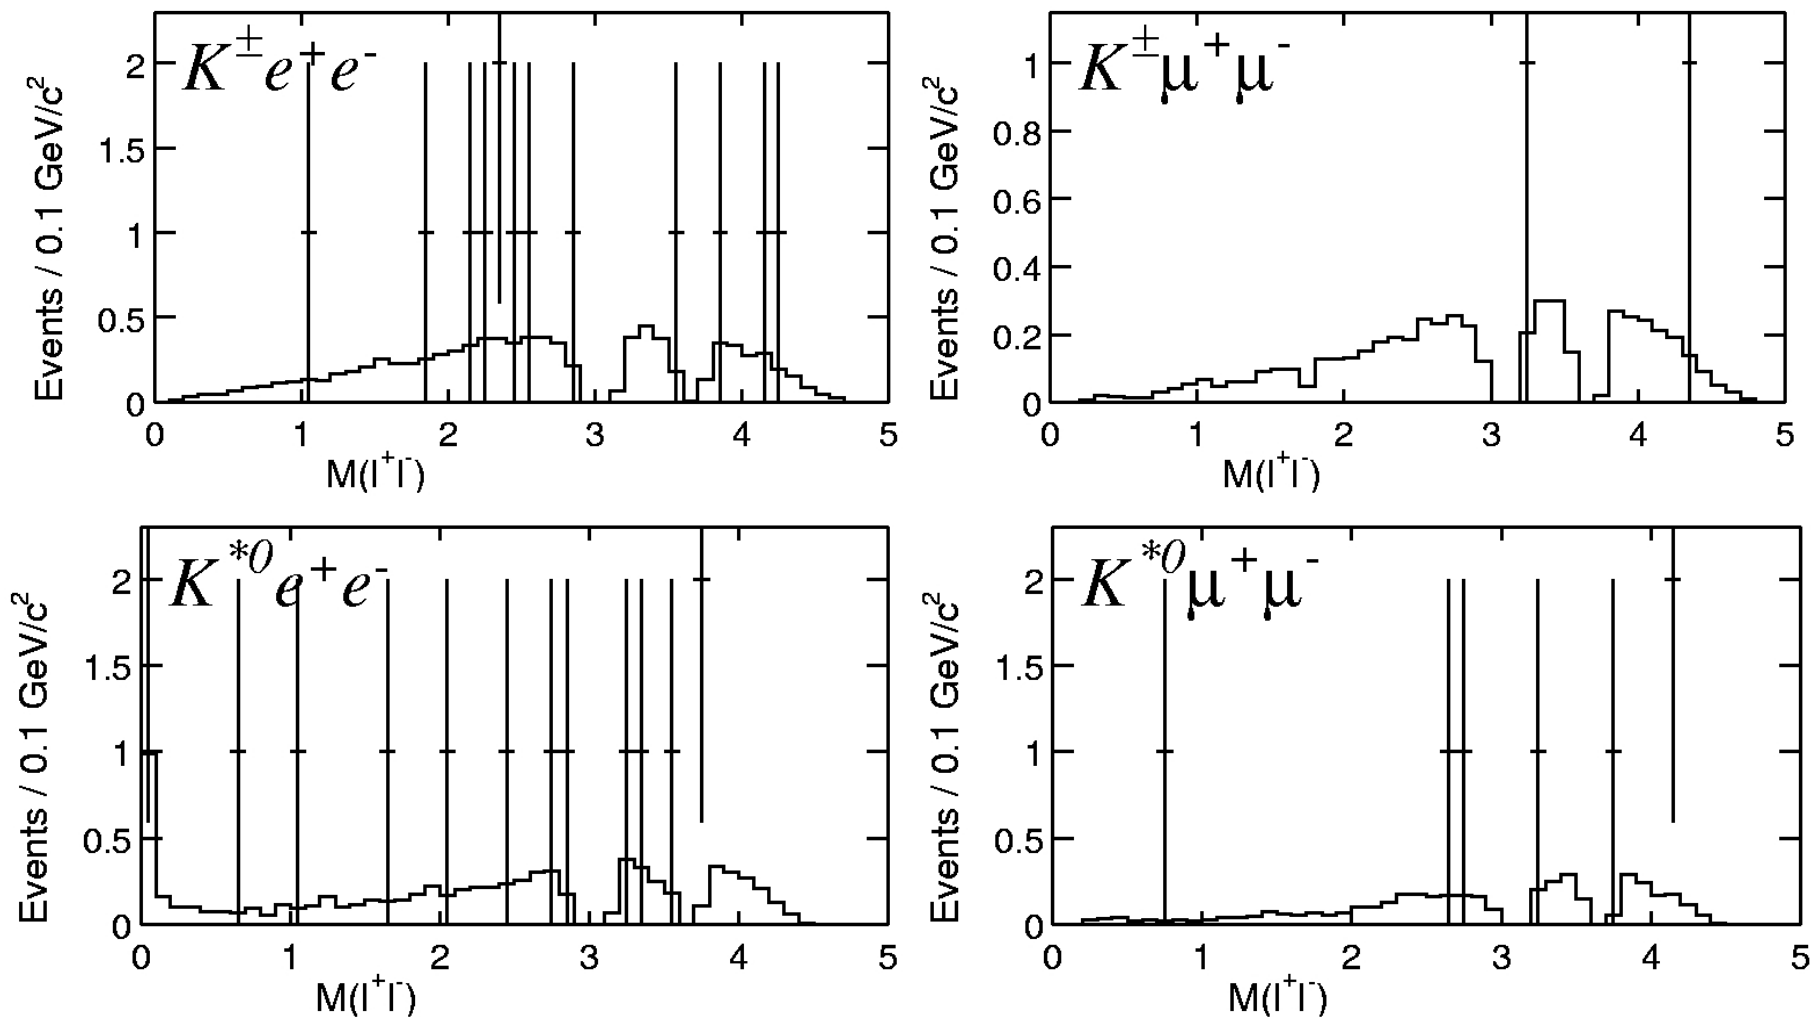 K±e+e-
Events / 0.1 GeV/c2
2
1.5
1
0.5
0
0 1 2 3 4 5
M(l+l-)
K±μ+μ-
Events / 0.1 GeV/c2
1
0.8
0.6
0.4
0.2
0
0 1 2 3 4 5
M(l+l-)
K*0e+e-
Events / 0.1 GeV/c2
2
1.5
1
0.5
0
0 1 2 3 4 5
M(l+l-)
K*0μ+μ-
Events / 0.1 GeV/c2
2
1.5
1
0.5
0
0 1 2 3 4 5
M(l+l-)